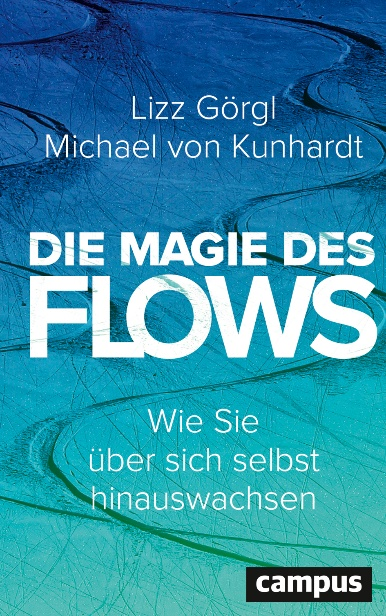 Lizz Görgl
Michael von Kunhardt
DIE MAGIE DES
FLOWS
Wie Sie
über sich selbst
hinauswachsen
campus